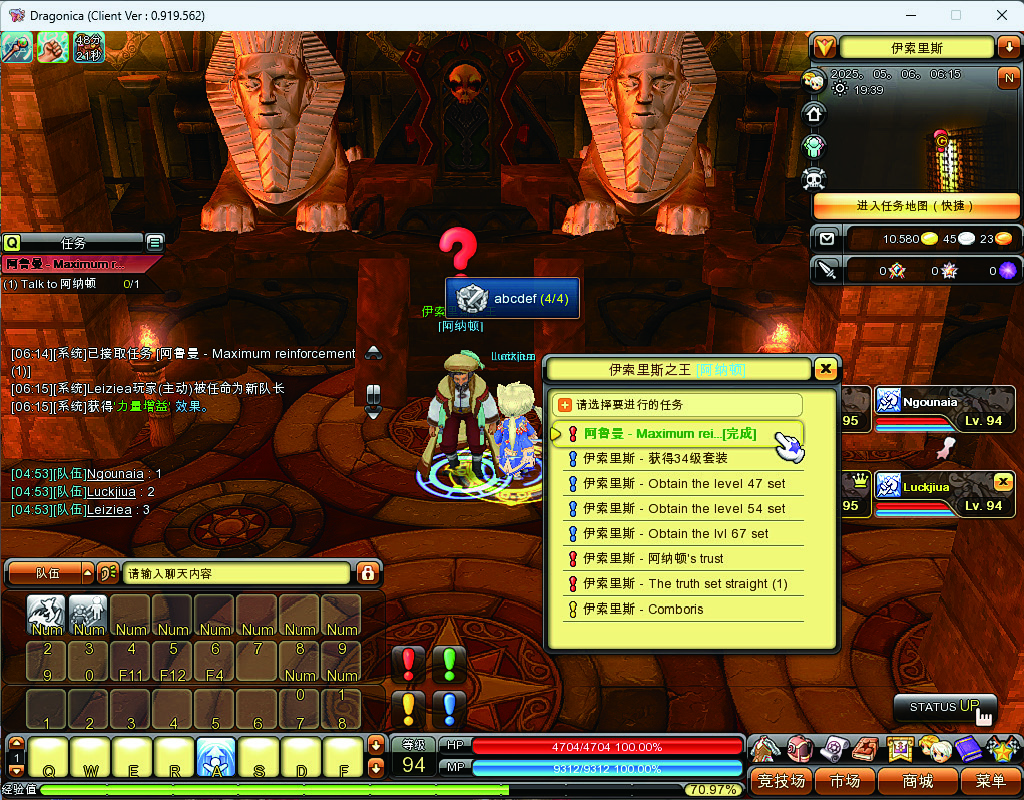 Dragonica (Client Ver : 0.919.562)
48分
21秒
伊索里斯
2025。 05。 06。 06:15
19:39
N
进入任务地图 ( 快捷 )
10.580 45 23
0 0 0
Q 任务
阿鲁曼 - Maximum r...
(1) Talk to 阿纳顿 0/1
abcdef (4/4)
[阿纳顿]
Luckjiua
[06:14][系统]已接取任务 [阿鲁曼 - Maximum reinforcement
(1)]
[06:15][系统]Leiziea玩家(主动)被任命为新队长
[06:15][系统]获得'力量增益' 效果。
[04:53][队伍]Ngounaia : 1
[04:53][队伍]Luckjiua : 2
[04:53][队伍]Leiziea : 3
伊索里斯之王 [阿纳顿]
请选择要进行的任务
阿鲁曼 - Maximum rei...[完成]
伊索里斯 - 获得34级套装
伊索里斯 - Obtain the level 47 set
伊索里斯 - Obtain the level 54 set
伊索里斯 - Obtain the lvl 67 set
伊索里斯 - 阿纳顿's trust
伊索里斯 - The truth set straight (1)
伊索里斯 - Comboris
95 Ngounaia
Lv. 94
95 Luckjiua
Lv. 94
队伍 请输入聊天内容
Num Num Num Num Num Num Num Num
2 3 4 5 6 7 8 9
9 0 F11 F12 F4 Num Num
0 1
1 2 3 4 5 6 7 8
STATUS UP
1 Q W E R A S D F
等级
94
HP 4704/4704 100.00%
MP 9312/9312 100.00%
竞技场 市场 商城 菜单
经验值 70.97%